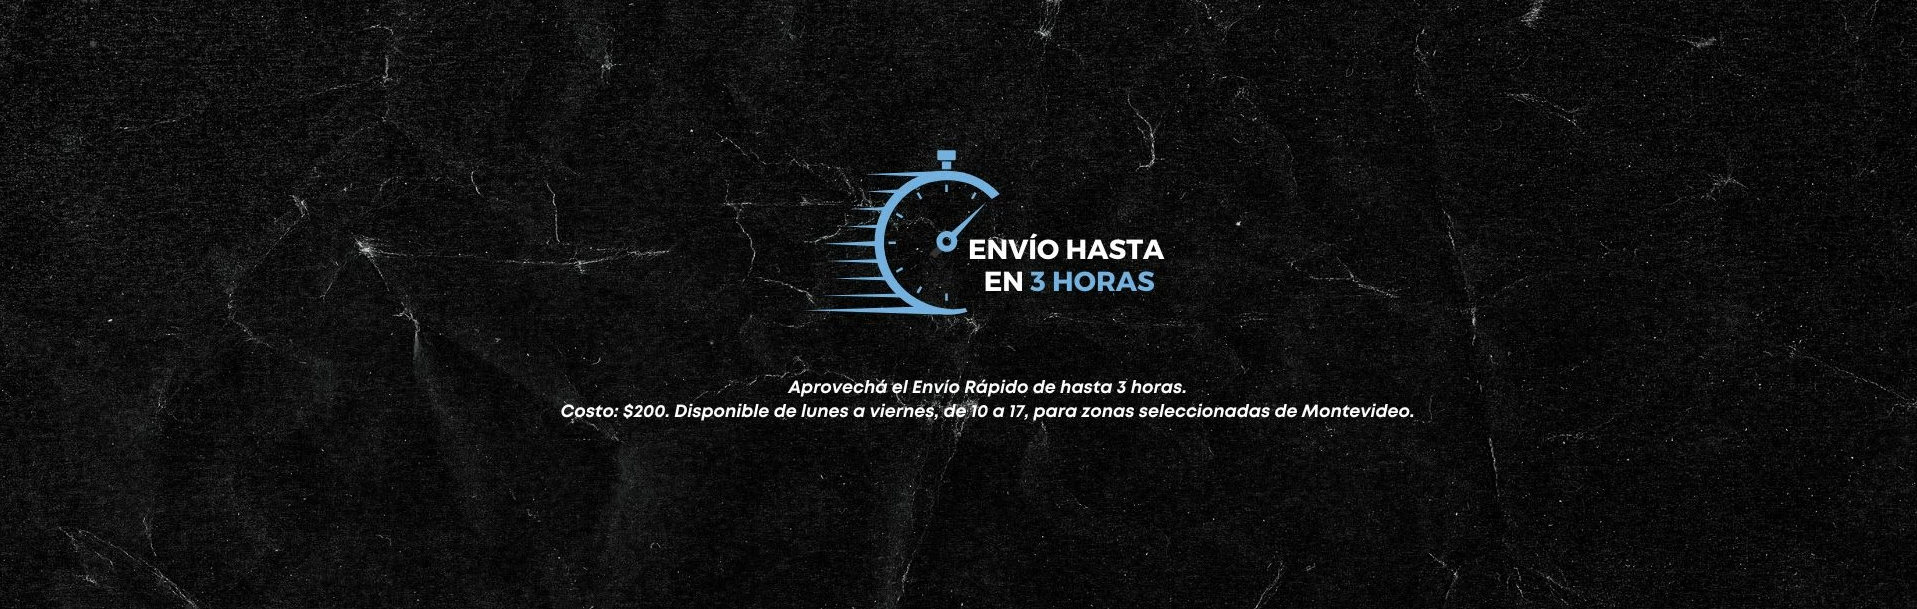 ENVÍO HASTA
EN 3 HORAS
Aprovechá el Envío Rápido de hasta 3 horas.
Costo: $200. Disponible de lunes a viernes, de 10 a 17, para zonas seleccionadas de Montevideo.